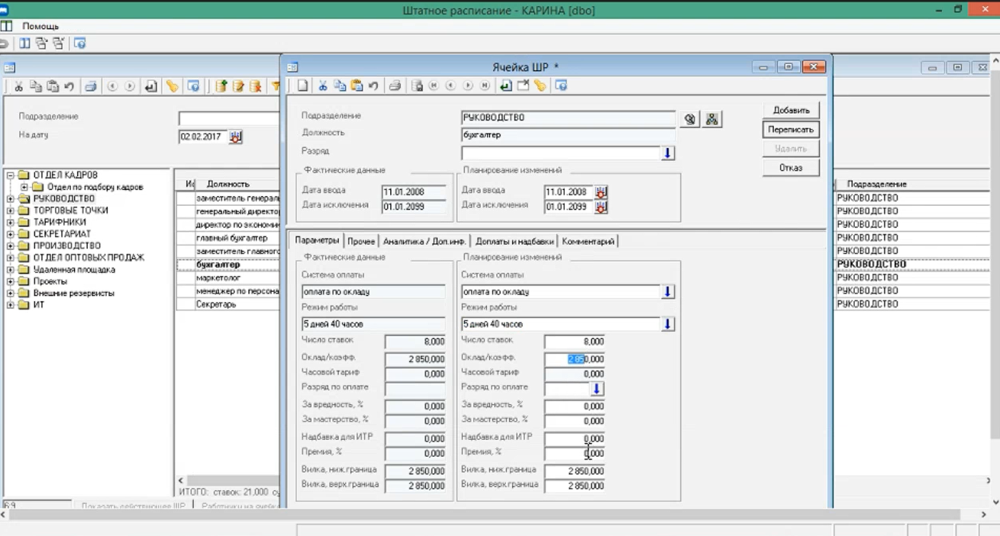 Штатное расписание - КАРИНА [dbo]
Помощь
Подразделение
На дату 02.02.2017
ОТДЕЛ КАДРОВ
Отдел по подбору кадров
РУКОВОДСТВО
ТОРГОВЫЕ ТОЧКИ
ТАРИФНИКИ
СЕКРЕТАРИАТ
ПРОИЗВОДСТВО
ОТДЕЛ ОПТОВЫХ ПРОДАЖ
Удаленная площадка
Проекты
Внешние резервисты
ИТ
Должность
заместитель генераль
генеральный директо
директор по экономи
главный бухгалтер
заместитель главного
бухгалтер
маркетолог
менеджер по персона
Секретарь
ИТОГО: ставок: 21,000
69
Показать действующее ШР
Ячейка ШР *
Подразделение РУКОВОДСТВО
Должность бухгалтер
Разряд
Добавить
Переписать
Удалить
Отказ
Фактические данные
Дата ввода 11.01.2008
Дата исключения 01.01.2099
Планирование изменений
Дата ввода 11.01.2008
Дата исключения 01.01.2099
Параметры Прочее Аналитика / Доп.инф. Доплаты и надбавки Комментарий
Фактические данные
Система оплаты
оплата по окладу
Режим работы
5 дней 40 часов
Число ставок 8,000
Оклад/коэфф. 2 850,000
Часовой тариф 0,000
Разряд по оплате
За вредность, % 0,000
За мастерство, % 0,000
Надбавка для ИТР 0,000
Премия, % 0,000
Вилка, ниж.граница 2 850,000
Вилка, верх.граница 2 850,000
Планирование изменений
Система оплаты
оплата по окладу
Режим работы
5 дней 40 часов
Число ставок 8,000
Оклад/коэфф. 2 850,000
Часовой тариф 0,000
Разряд по оплате
За вредность, % 0,000
За мастерство, % 0,000
Надбавка для ИТР 0,000
Премия, % 0,000
Вилка, ниж.граница 2 850,000
Вилка, верх.граница 2 850,000
Подразделение
РУКОВОДСТВО
РУКОВОДСТВО
РУКОВОДСТВО
РУКОВОДСТВО
РУКОВОДСТВО
РУКОВОДСТВО
РУКОВОДСТВО
РУКОВОДСТВО
РУКОВОДСТВО